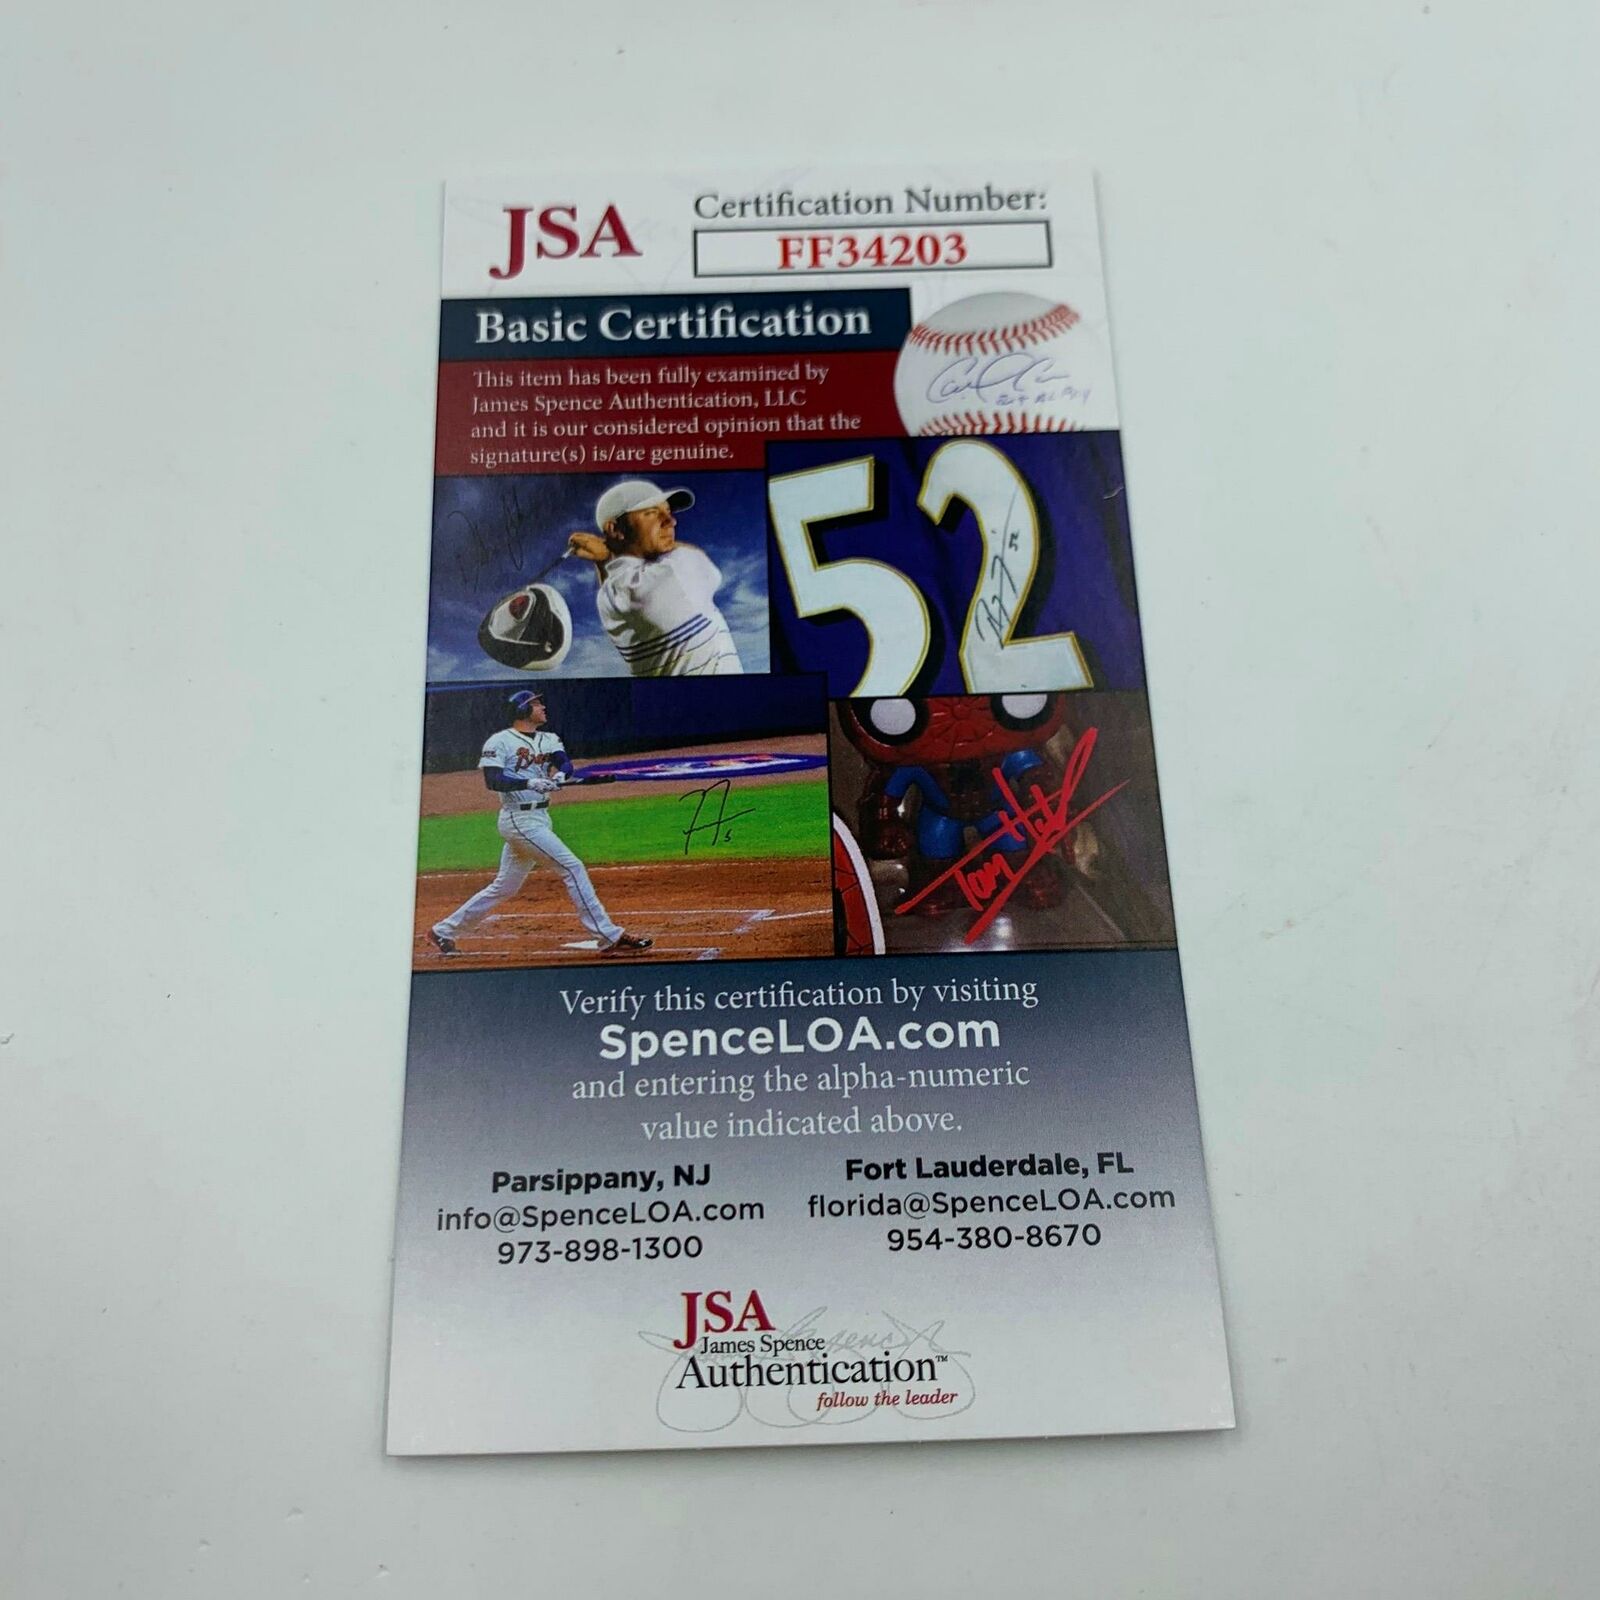 JSA
Certification Number:
FF34203
Basic Certification
This item has been fully examined by
James Spence Authentication, LLC
and it is our considered opinion that the
signature(s) is/are genuine.
52
52
5
Verify this certification by visiting
SpenceLOA.com
and entering the alpha-numeric
value indicated above.
Parsippany, NJ
info@SpenceLOA.com
973-898-1300
Fort Lauderdale, FL
florida@SpenceLOA.com
954-380-8670
JSA
James Spence
Authentication™
follow the leader